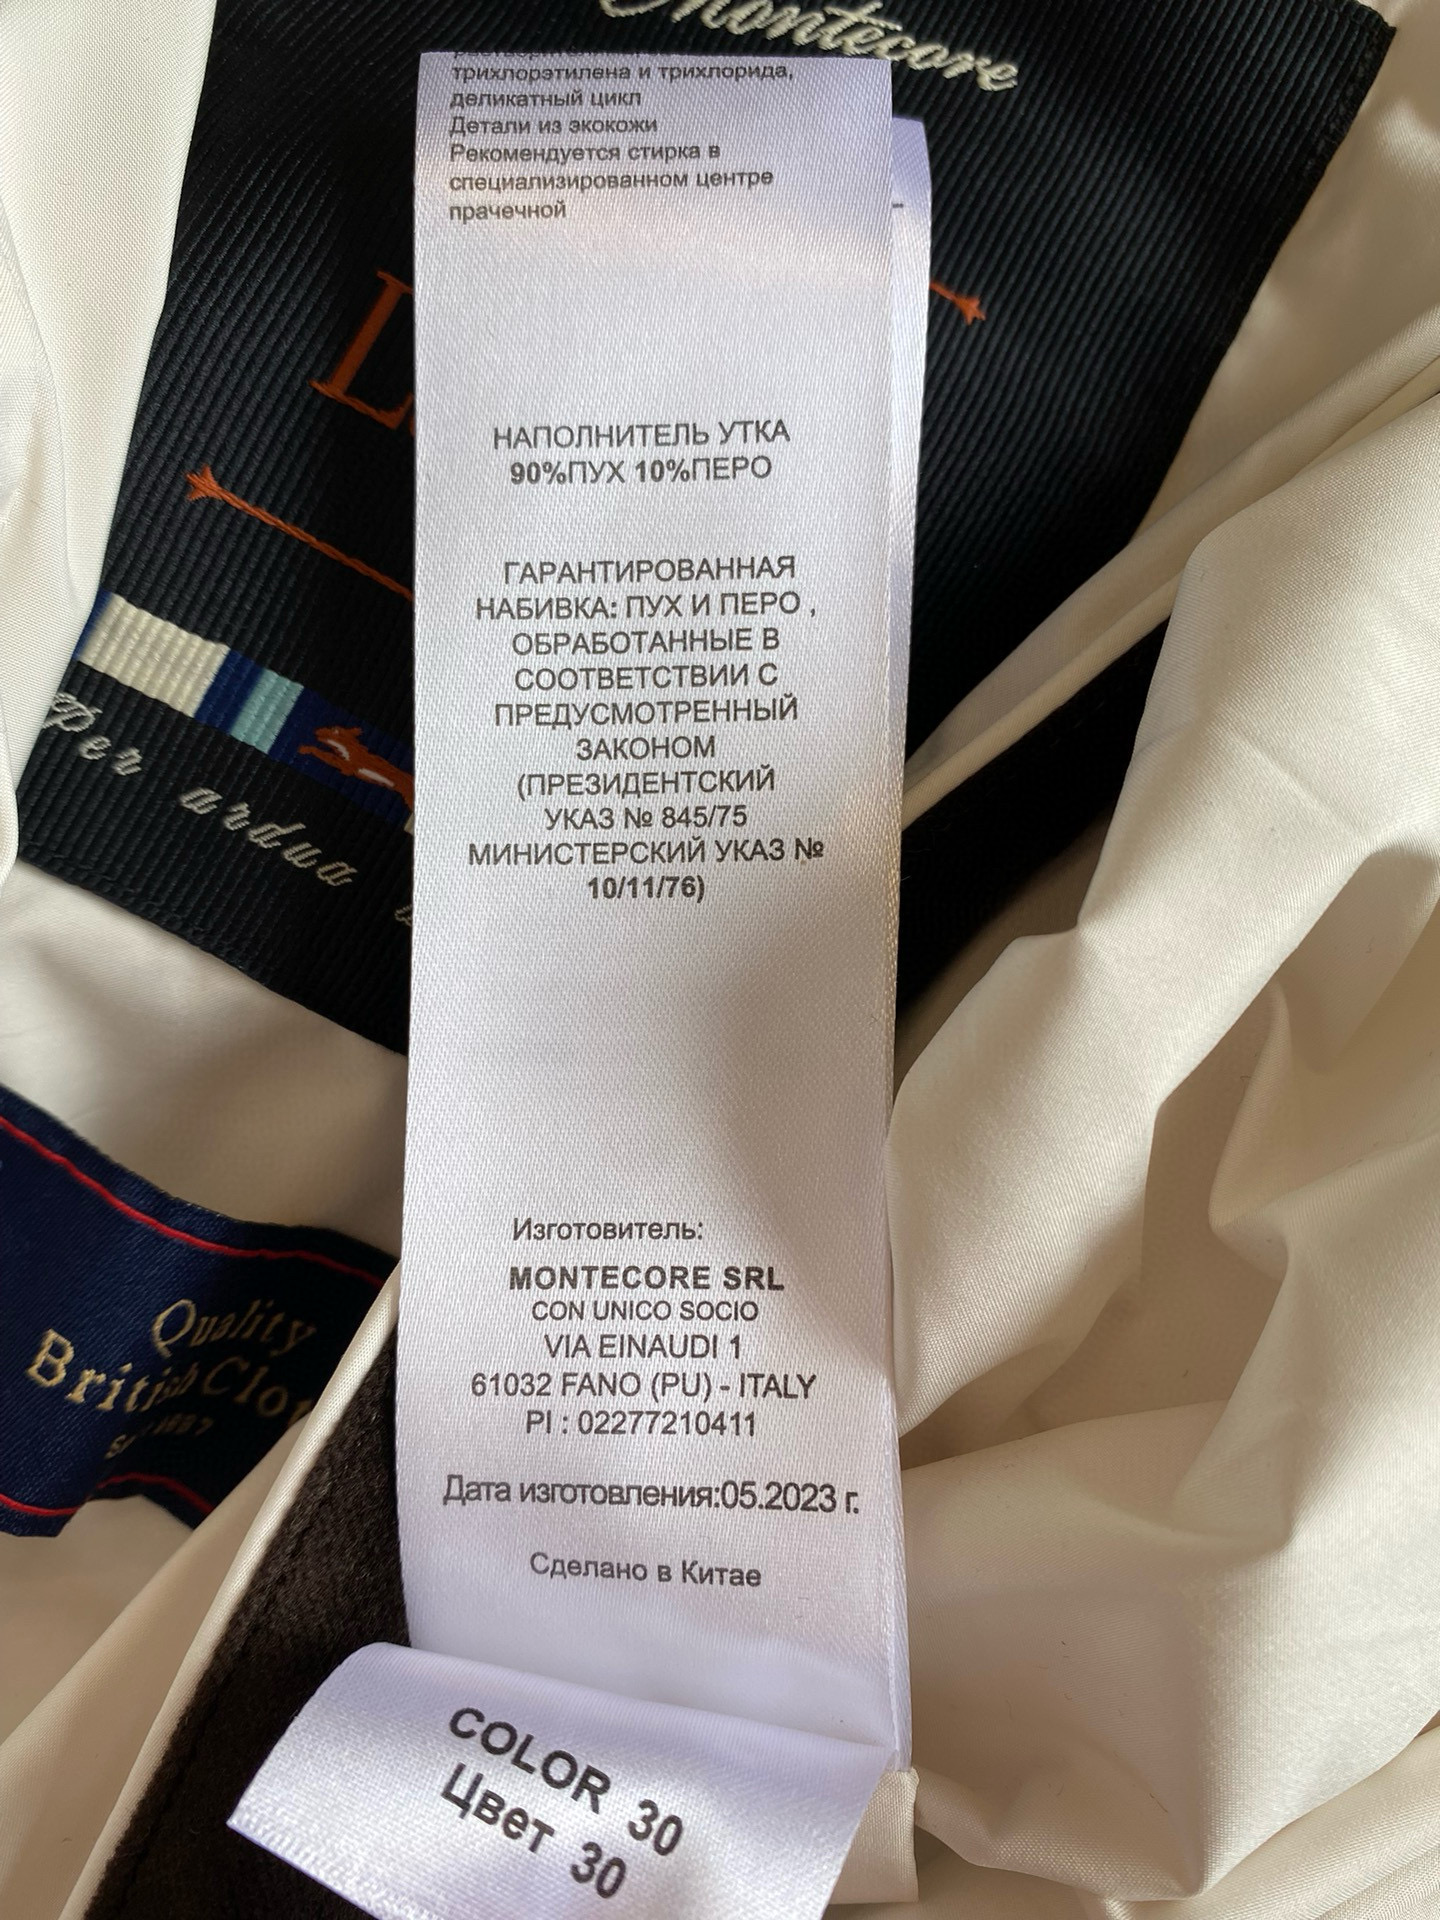 Montecore
трихлорэтилена и трихлорида,
деликатный цикл
Детали из экокожи
Рекомендуется стирка в
специализированном центре
прачечной
НАПОЛНИТЕЛЬ УТКА
90%ПУХ 10%ПЕРО
ГАРАНТИРОВАННАЯ
НАБИВКА: ПУХ И ПЕРО ,
ОБРАБОТАННЫЕ В
СООТВЕТСТВИИ С
ПРЕДУСМОТРЕННЫЙ
ЗАКОНОМ
(ПРЕЗИДЕНТСКИЙ
УКАЗ № 845/75
МИНИСТЕРСКИЙ УКАЗ №
10/11/76)
Per ardua
Quality
British
Изготовитель:
MONTECORE SRL
CON UNICO SOCIO
VIA EINAUDI 1
61032 FANO (PU) - ITALY
PI : 02277210411
Дата изготовления:05.2023 г.
Сделано в Китае
COLOR 30
Цвет 30